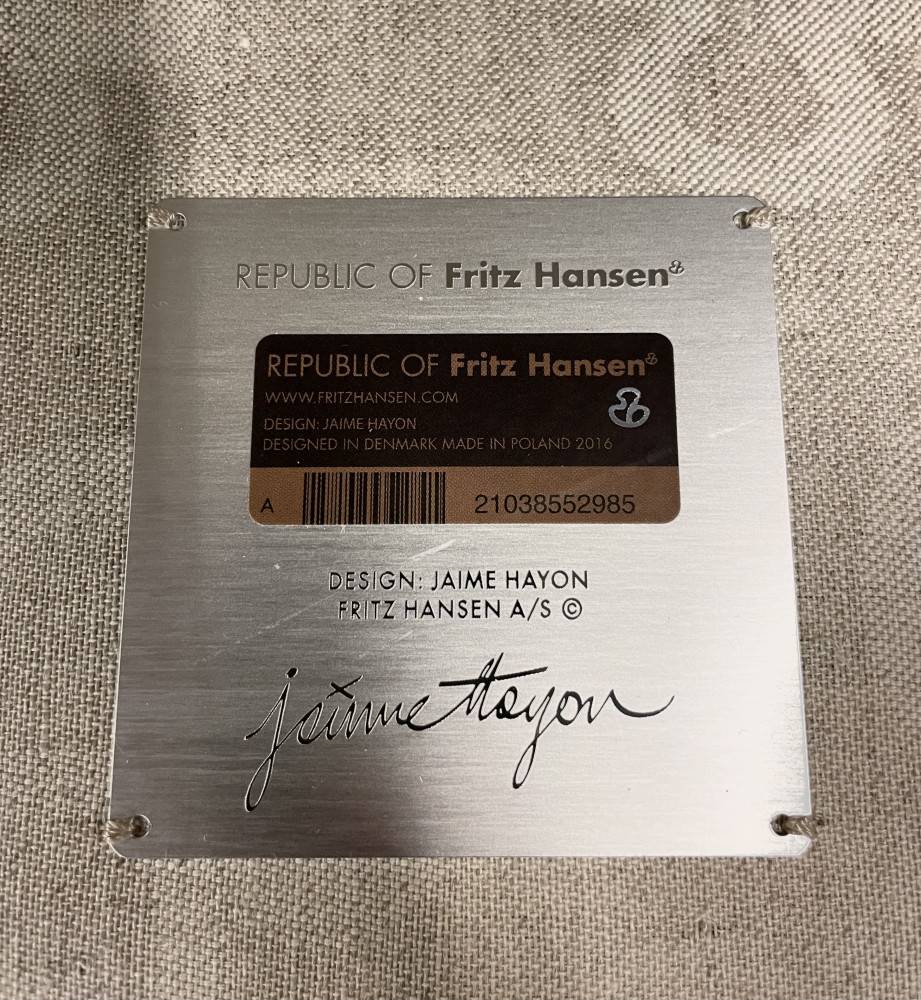 REPUBLIC OF Fritz Hansen
REPUBLIC OF Fritz Hansen
WWW.FRITZHANSEN.COM
DESIGN: JAIME HAYON
DESIGNED IN DENMARK MADE IN POLAND 2016
A 21038552985
DESIGN: JAIME HAYON
FRITZ HANSEN A/S ©
jaime Hayon